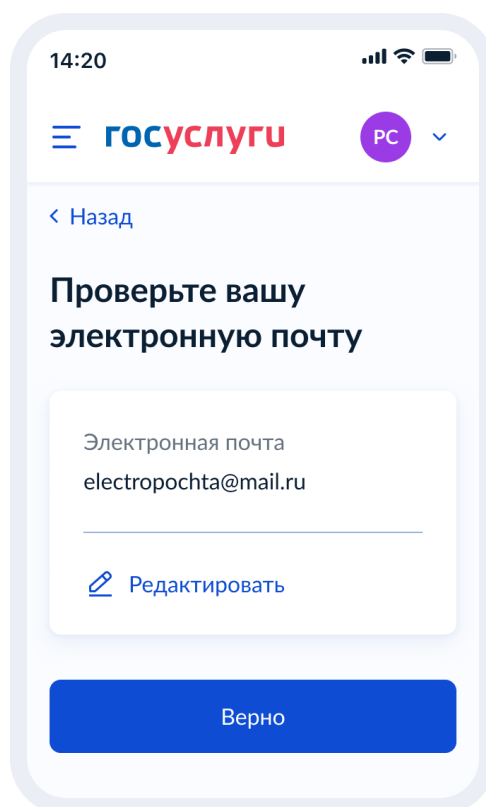 14:20
госуслуги
РС
Назад
Проверьте вашу
электронную почту
Электронная почта
electropochta@mail.ru
Редактировать
Верно